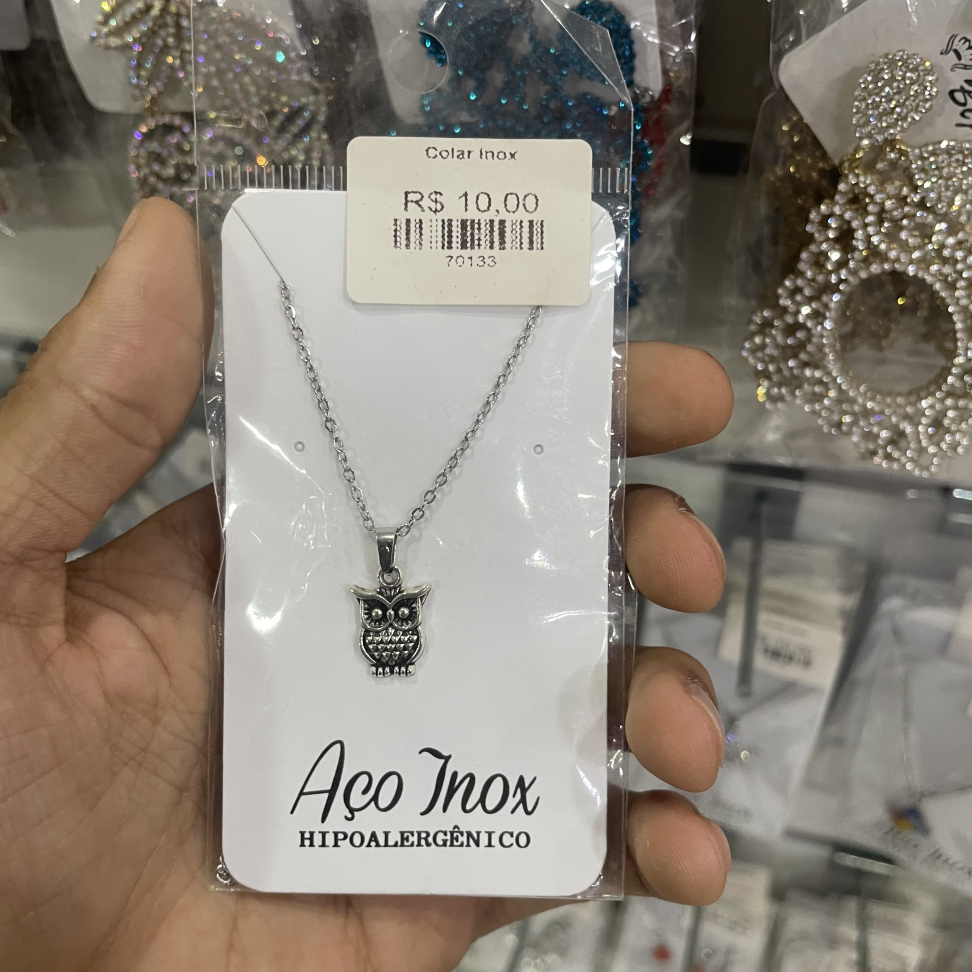 Colar Inox
R$ 10,00
70133
Aço Inox
HIPOALERGÊNICO